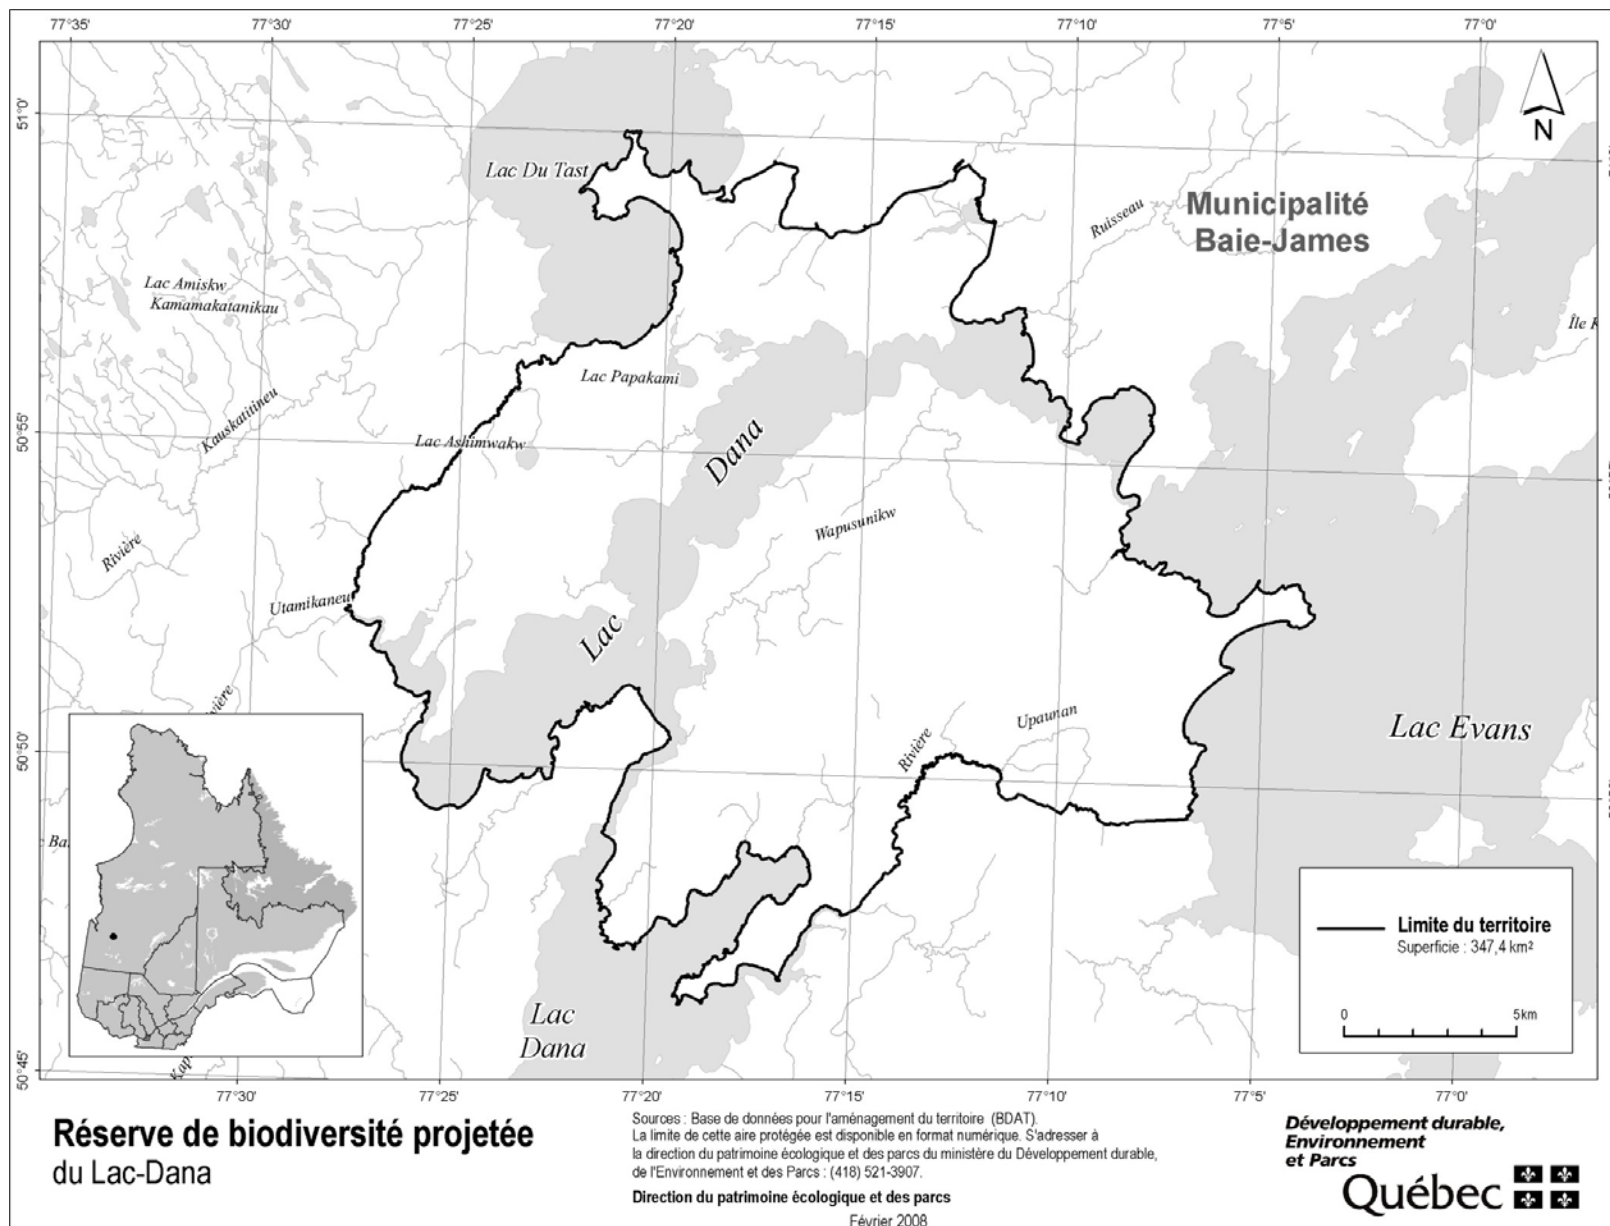 77°35'
77°30'
77°25'
77°20'
77°15'
77°10'
77°5'
77°0'
51°0'
N
Lac Du Tast
Municipalité
Baie-James
Ruisseau
Lac Amiskw
Kamamakatanikau
Île K
Lac Papakami
Kauskatitineu
50°55'
Lac Ashimwakw
Dana
Wapusunikw
Rivière
Utamikaneu
Lac
Upaunan
Lac Evans
Rivière
50°50'
Limite du territoire
Superficie : 347,4 km²
0
5km
Lac
Dana
50°45'
77°30'
77°25'
77°20'
77°15'
77°10'
77°5'
77°0'
Réserve de biodiversité projetée
du Lac-Dana
Sources : Base de données pour l'aménagement du territoire (BDAT).
La limite de cette aire protégée est disponible en format numérique. S'adresser à
la direction du patrimoine écologique et des parcs du ministère du Développement durable,
de l'Environnement et des Parcs : (418) 521-3907.
Direction du patrimoine écologique et des parcs
Février 2008
Développement durable,
Environnement
et Parcs
Québec